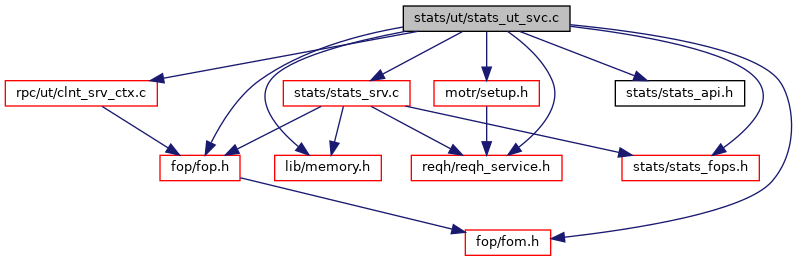 stats/ut/stats_ut_svc.c
rpc/ut/clnt_srv_ctx.c
stats/stats_srv.c
motr/setup.h
stats/stats_api.h
fop/fop.h
lib/memory.h
reqh/reqh_service.h
stats/stats_fops.h
fop/fom.h